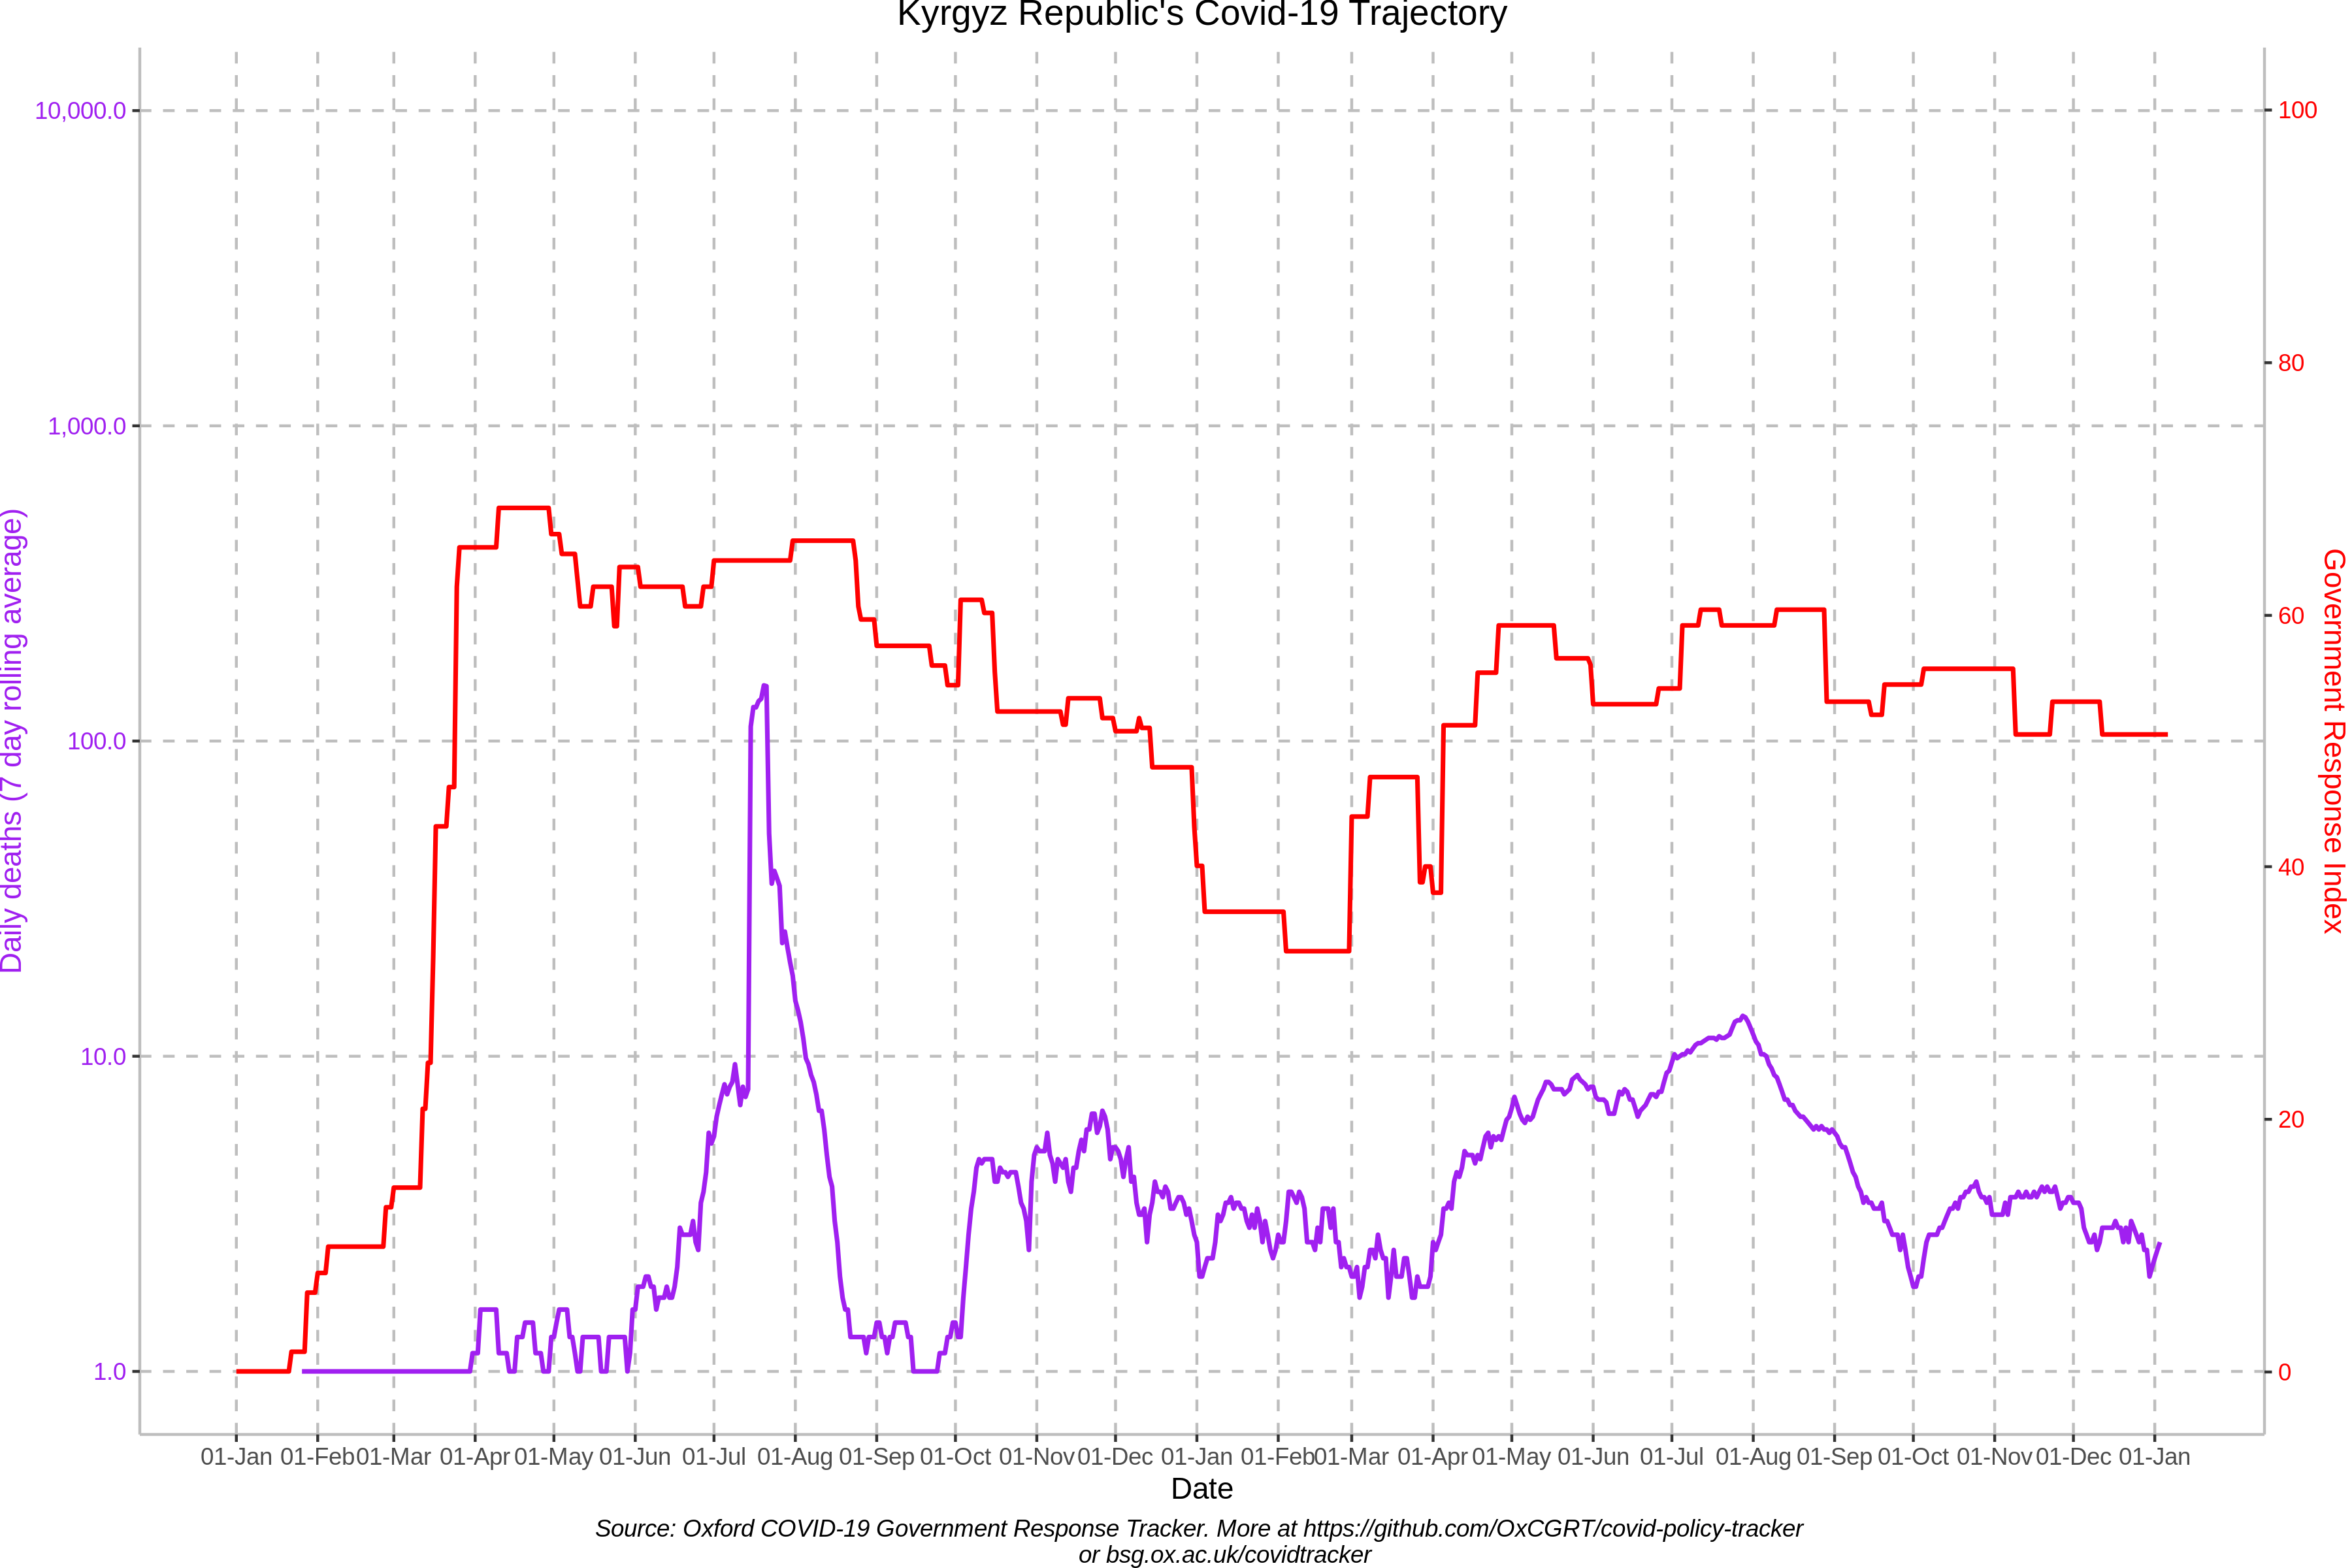 Kyrgyz Republic's Covid-19 Trajectory
10,000.0
1,000.0
100.0
10.0
1.0
Daily deaths (7 day rolling average)
100
80
60
40
20
0
Government Response Index
01-Jan 01-Feb 01-Mar 01-Apr 01-May 01-Jun 01-Jul 01-Aug 01-Sep 01-Oct 01-Nov 01-Dec 01-Jan 01-Feb 01-Mar 01-Apr 01-May 01-Jun 01-Jul 01-Aug 01-Sep 01-Oct 01-Nov 01-Dec 01-Jan
Date
Source: Oxford COVID-19 Government Response Tracker. More at https://github.com/OxCGRT/covid-policy-tracker
or bsg.ox.ac.uk/covidtracker